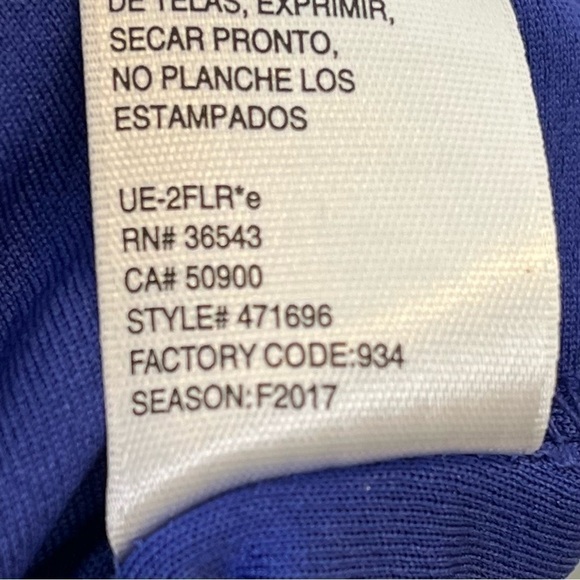 DE TELAS, EXPRIMIR,
SECAR PRONTO,
NO PLANCHE LOS
ESTAMPADOS
UE-2FLR*e
RN# 36543
CA# 50900
STYLE# 471696
FACTORY CODE:934
SEASON:F2017